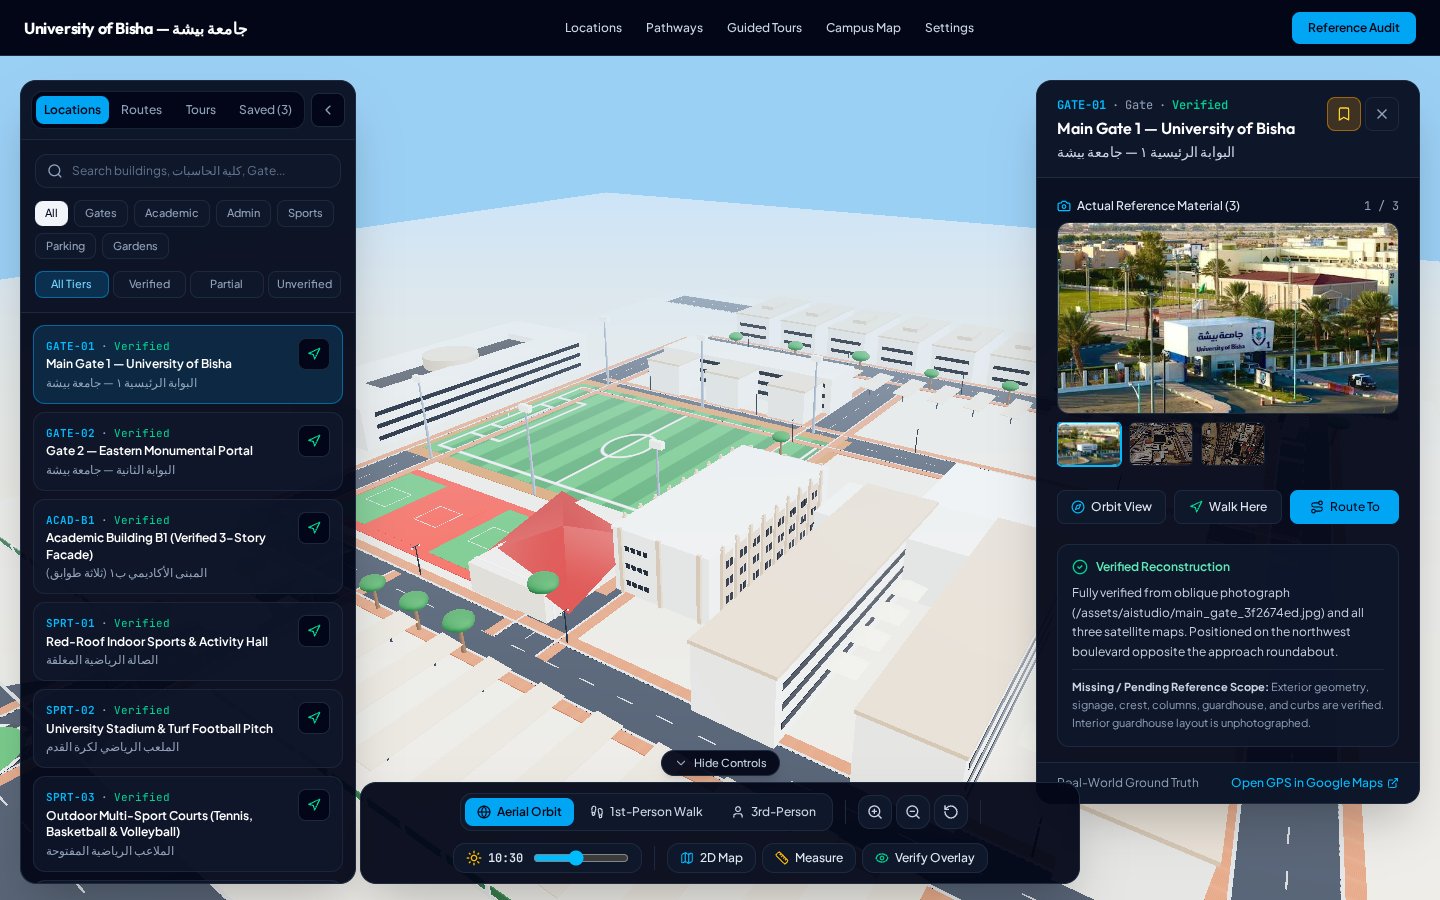 University of Bisha — جامعة بيشة
Locations
Pathways
Guided Tours
Campus Map
Settings
Reference Audit
Locations
Routes
Tours
Saved (3)
Search buildings, كلية الحاسبات, Gate...
All
Gates
Academic
Admin
Sports
Parking
Gardens
All Tiers
Verified
Partial
Unverified
GATE-01 · Verified
Main Gate 1 — University of Bisha
البوابة الرئيسية ١ — جامعة بيشة
GATE-02 · Verified
Gate 2 — Eastern Monumental Portal
البوابة الثانية — جامعة بيشة
ACAD-B1 · Verified
Academic Building B1 (Verified 3-Story
Facade)
المبنى الأكاديمي ب١ (ثلاثة طوابق)
SPRT-01 · Verified
Red-Roof Indoor Sports & Activity Hall
الصالة الرياضية المغلقة
SPRT-02 · Verified
University Stadium & Turf Football Pitch
الملعب الرياضي لكرة القدم
SPRT-03 · Verified
Outdoor Multi-Sport Courts (Tennis,
Basketball & Volleyball)
الملاعب الرياضية المفتوحة
Hide Controls
Aerial Orbit
1st-Person Walk
3rd-Person
10:30
2D Map
Measure
Verify Overlay
GATE-01 · Gate · Verified
Main Gate 1 — University of Bisha
البوابة الرئيسية ١ — جامعة بيشة
Actual Reference Material (3)
1 / 3
جامعة بيشة
University of Bisha
1
Orbit View
Walk Here
Route To
Verified Reconstruction
Fully verified from oblique photograph
(/assets/aistudio/main_gate_3f2674ed.jpg) and all
three satellite maps. Positioned on the northwest
boulevard opposite the approach roundabout.
Missing / Pending Reference Scope: Exterior geometry,
signage, crest, columns, guardhouse, and curbs are verified.
Interior guardhouse layout is unphotographed.
Real-World Ground Truth
Open GPS in Google Maps